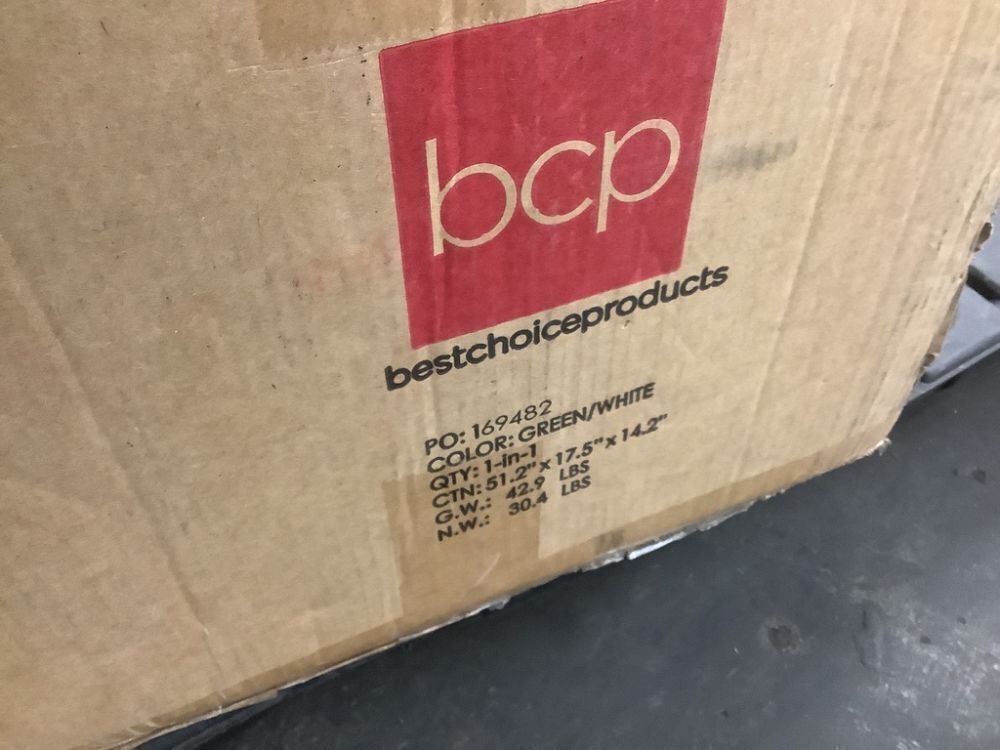 bcp
bestchoiceproducts
PO: 169482
COLOR: GREEN/WHITE
QTY: 1-in-1
CTN: 51.2" x 17.5" x 14.2"
G.W.: 42.9 LBS
N.W.: 30.4 LBS